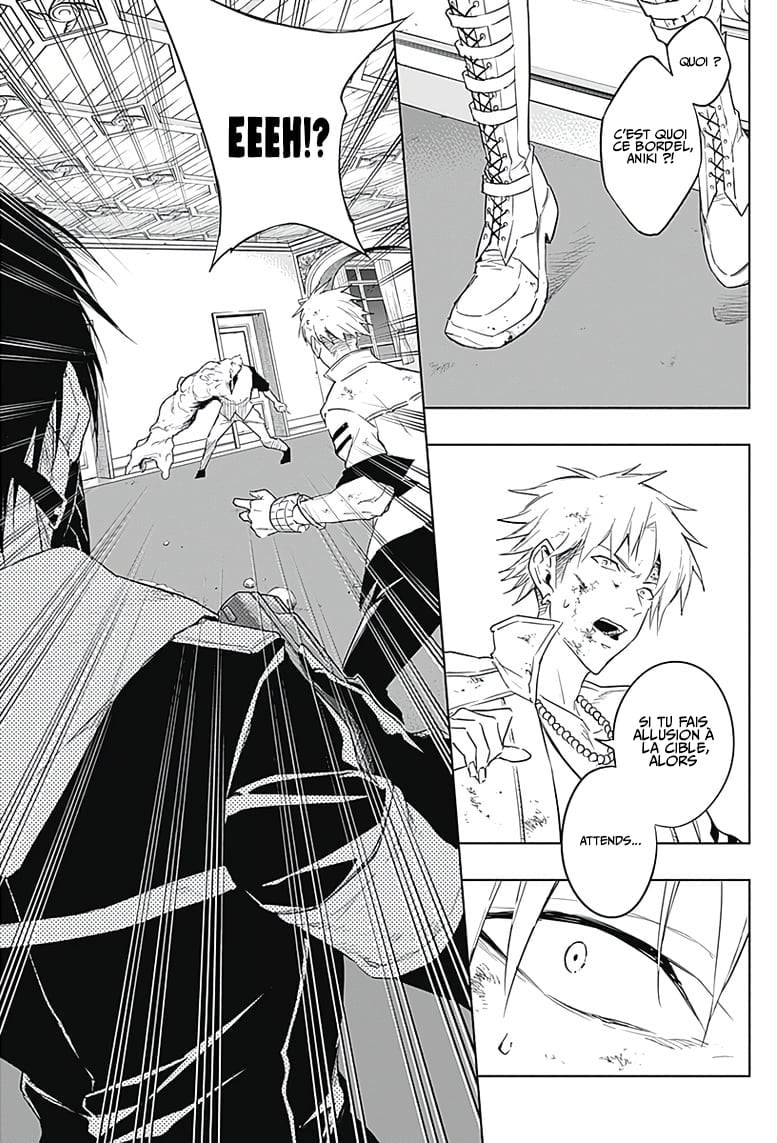 QUOI ?
C'EST QUOI
CE BORDEL,
ANIKI ?!
SI TU FAIS
ALLUSION À
LA CIBLE,
ALORS
ATTENDS...
EEEH!?